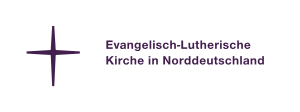 Evangelisch-Lutherische
Kirche in Norddeutschland